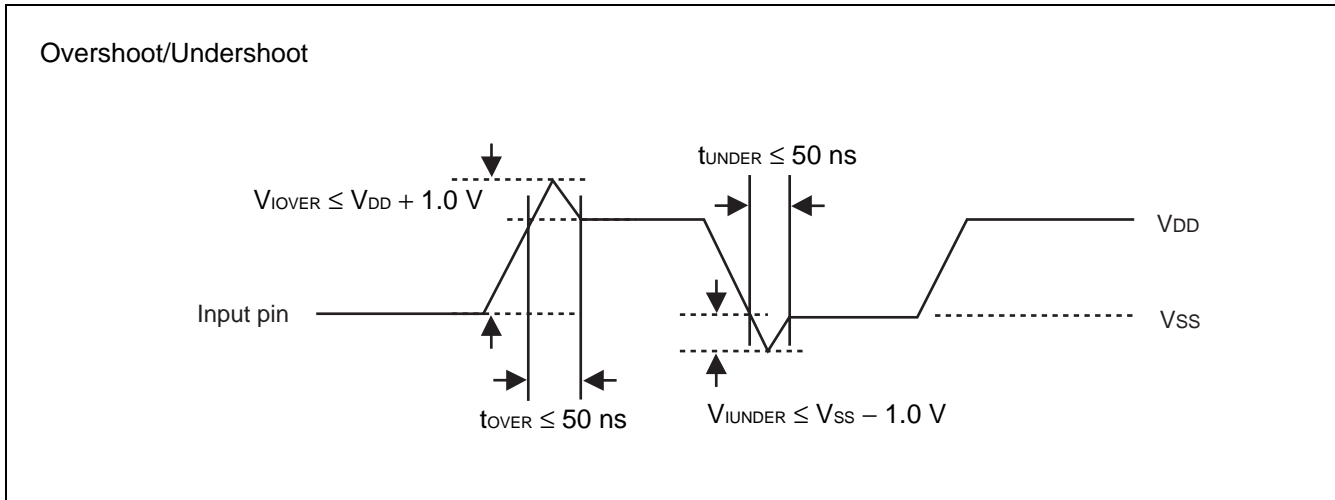 Overshoot/Undershoot
tUNDER ≤ 50 ns
VIOVER ≤ VDD + 1.0 V
VDD
Input pin
VSS
tOVER ≤ 50 ns
VIUNDER ≤ VSS − 1.0 V